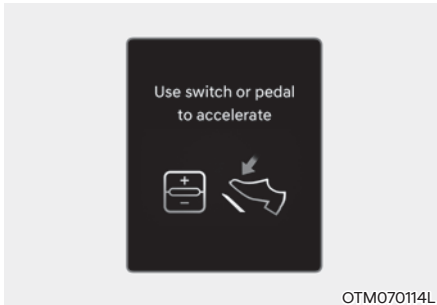 Use switch or pedal
to accelerate
+
−
OTM070114L